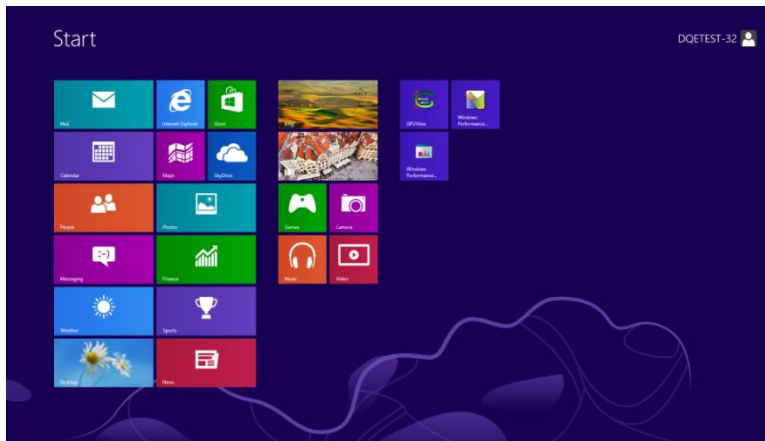 Start
DQETEST-32
Mail
Internet Explorer
Store
Bing
GPUView
Windows Performance...
Calendar
Maps
SkyDrive
Windows Performance...
People
Photos
Games
Camera
Messaging
Finance
Music
Video
Weather
Sports
Desktop
News